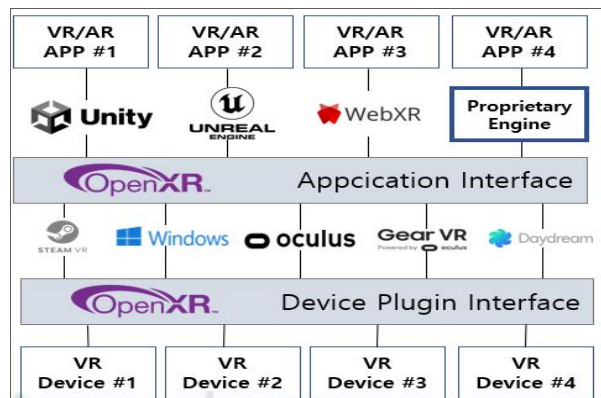 VR/AR
APP #1
VR/AR
APP #2
VR/AR
APP #3
VR/AR
APP #4
Unity
UNREAL
ENGINE
WebXR
Proprietary
Engine
OpenXR™ Appcication Interface
STEAM VR
Windows
oculus
Gear VR
Powered by oculus
Daydream
OpenXR™ Device Plugin Interface
VR
Device #1
VR
Device #2
VR
Device #3
VR
Device #4